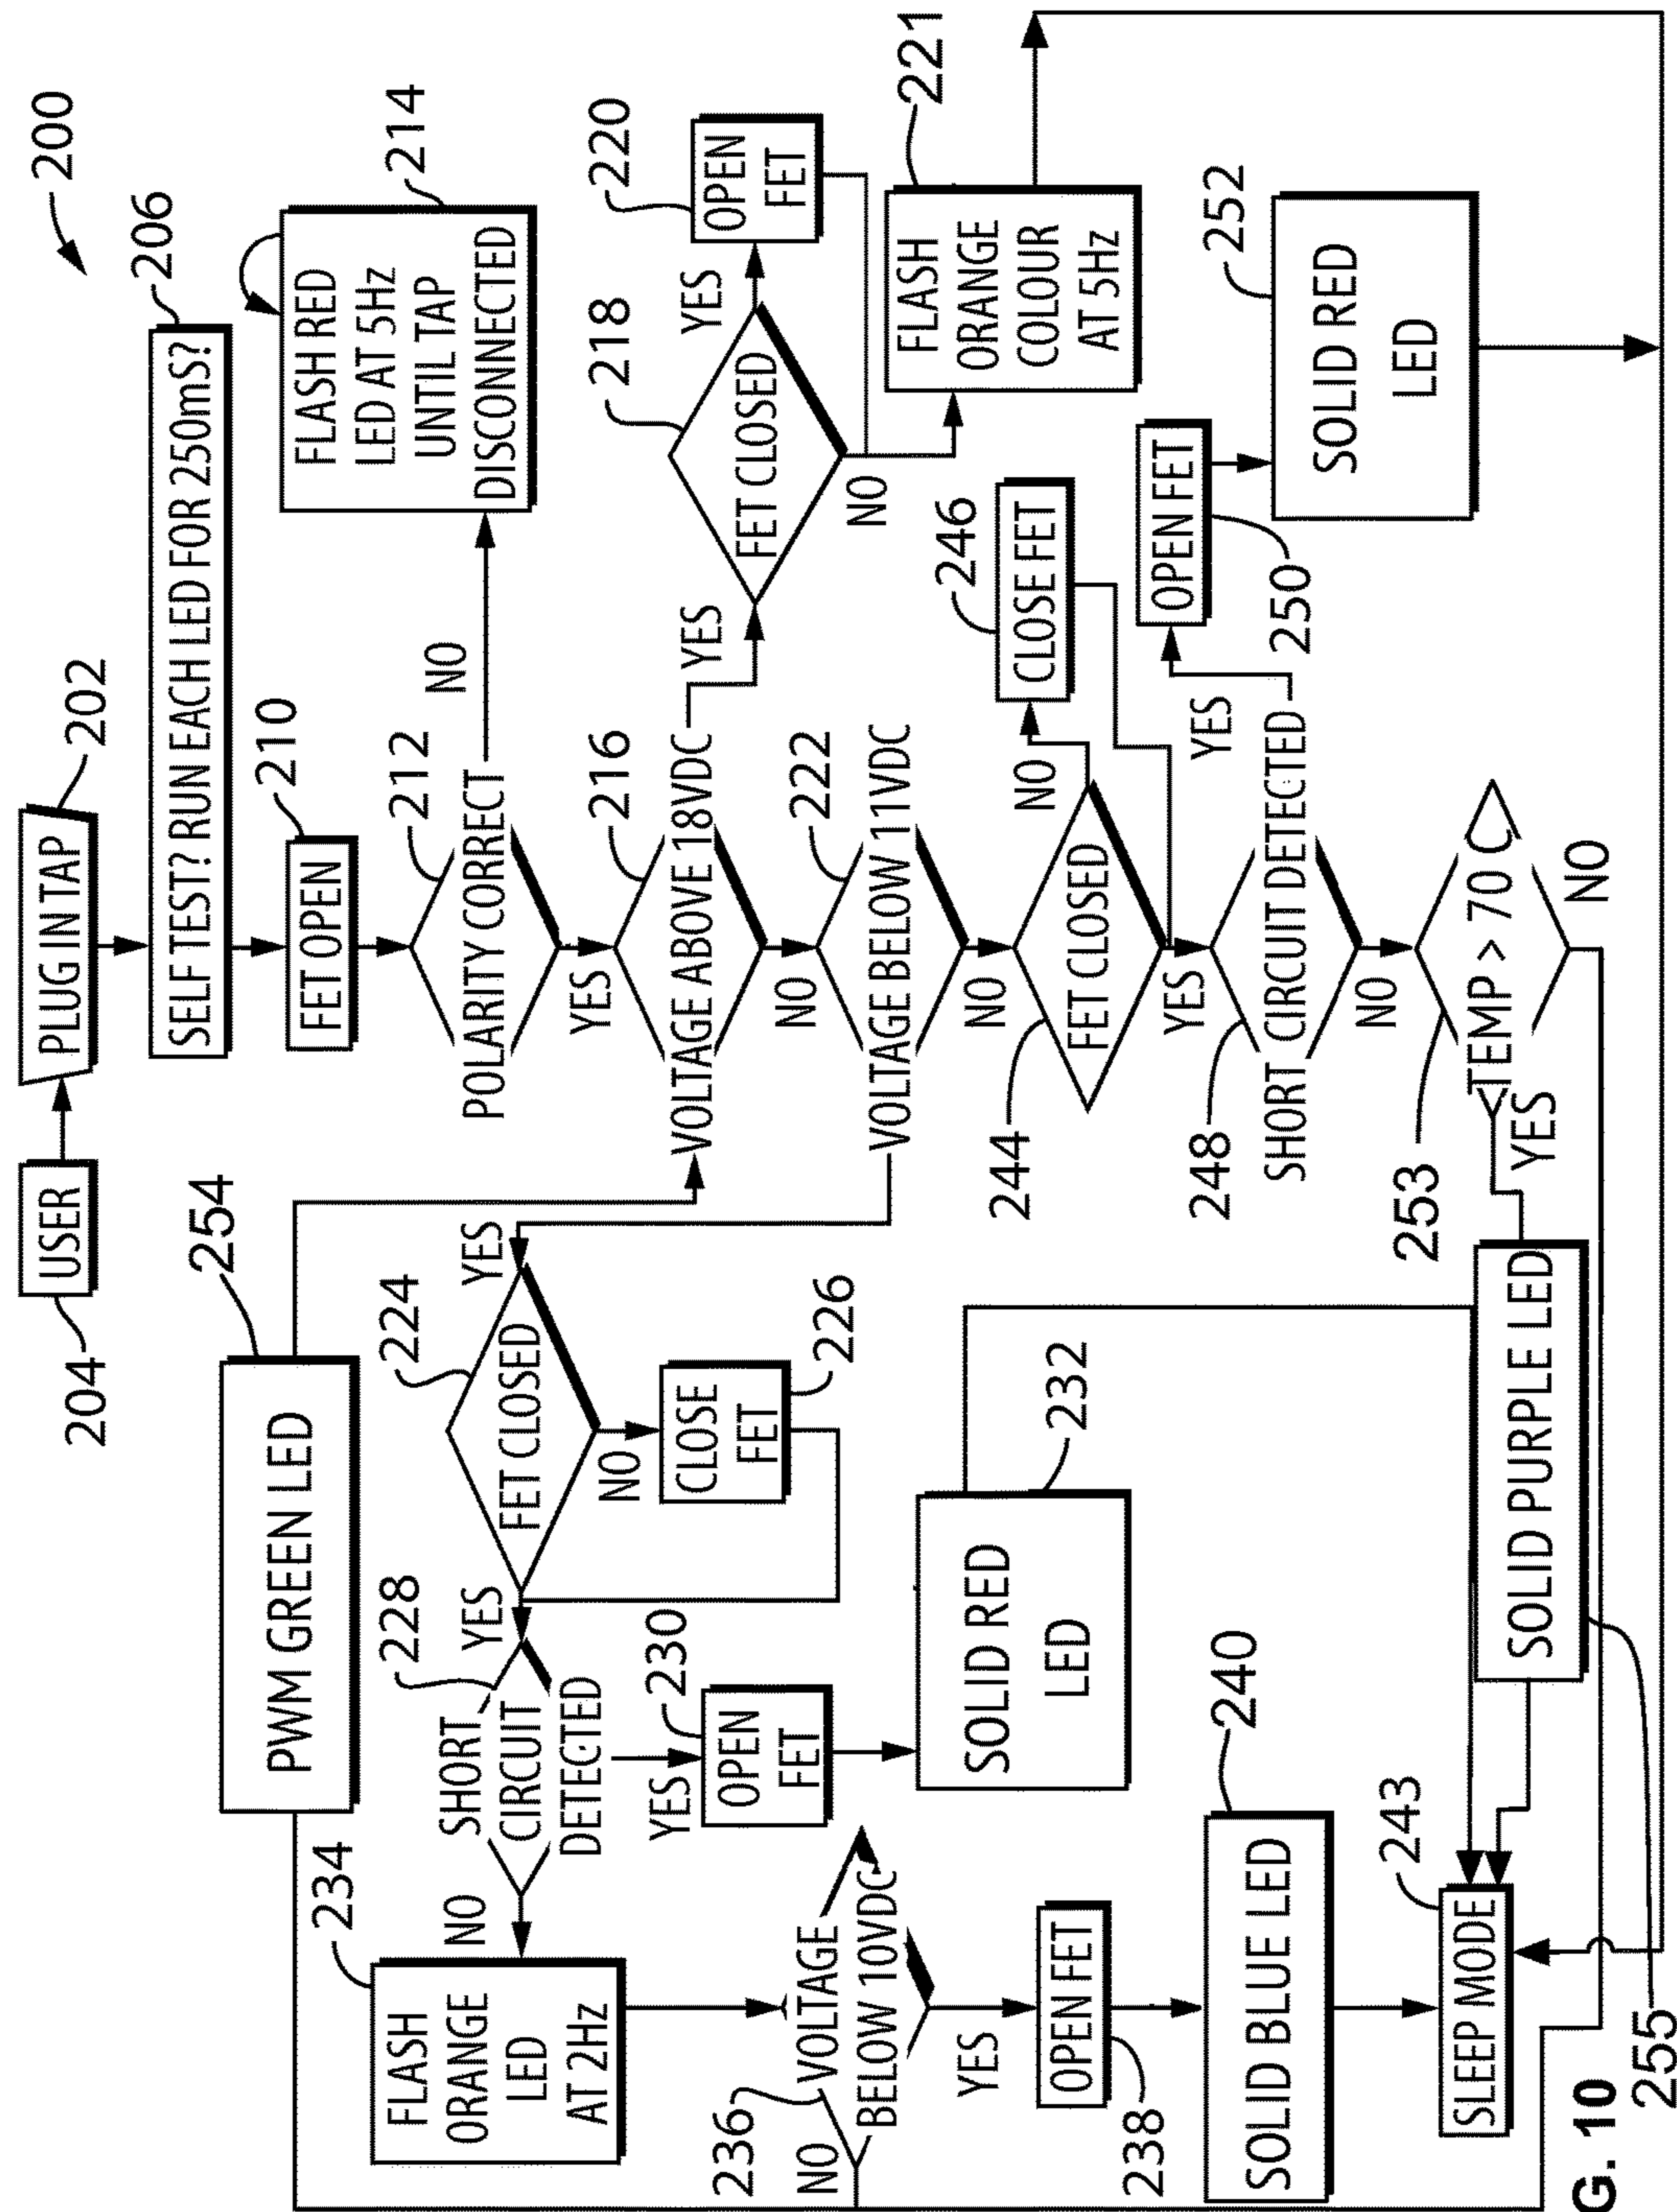 200
USER
204
PLUG IN TAP
202
SELF TEST? RUN EACH LED FOR 250mS?
206
FET OPEN
210
POLARITY CORRECT
212
NO
FLASH RED
LED AT 5Hz
UNTIL TAP
DISCONNECTED
214
YES
VOLTAGE ABOVE 18VDC
216
YES
FET CLOSED
218
YES
OPEN
FET
220
NO
FLASH
ORANGE
COLOUR
AT 5Hz
221
NO
VOLTAGE BELOW 11VDC
222
NO
FET CLOSED
244
NO
CLOSE FET
246
YES
SHORT CIRCUIT DETECTED
248
YES
OPEN FET
250
SOLID RED
LED
252
NO
TEMP > 70 C
253
NO
YES
SOLID PURPLE LED
255
PWM GREEN LED
254
YES
FET CLOSED
224
NO
CLOSE
FET
226
YES
SHORT
CIRCUIT
DETECTED
228
YES
OPEN
FET
230
SOLID RED
LED
232
NO
FLASH
ORANGE
LED
AT 2Hz
234
VOLTAGE
BELOW 10VDC
236
NO
YES
OPEN FET
238
SOLID BLUE LED
240
SLEEP MODE
243
G. 10